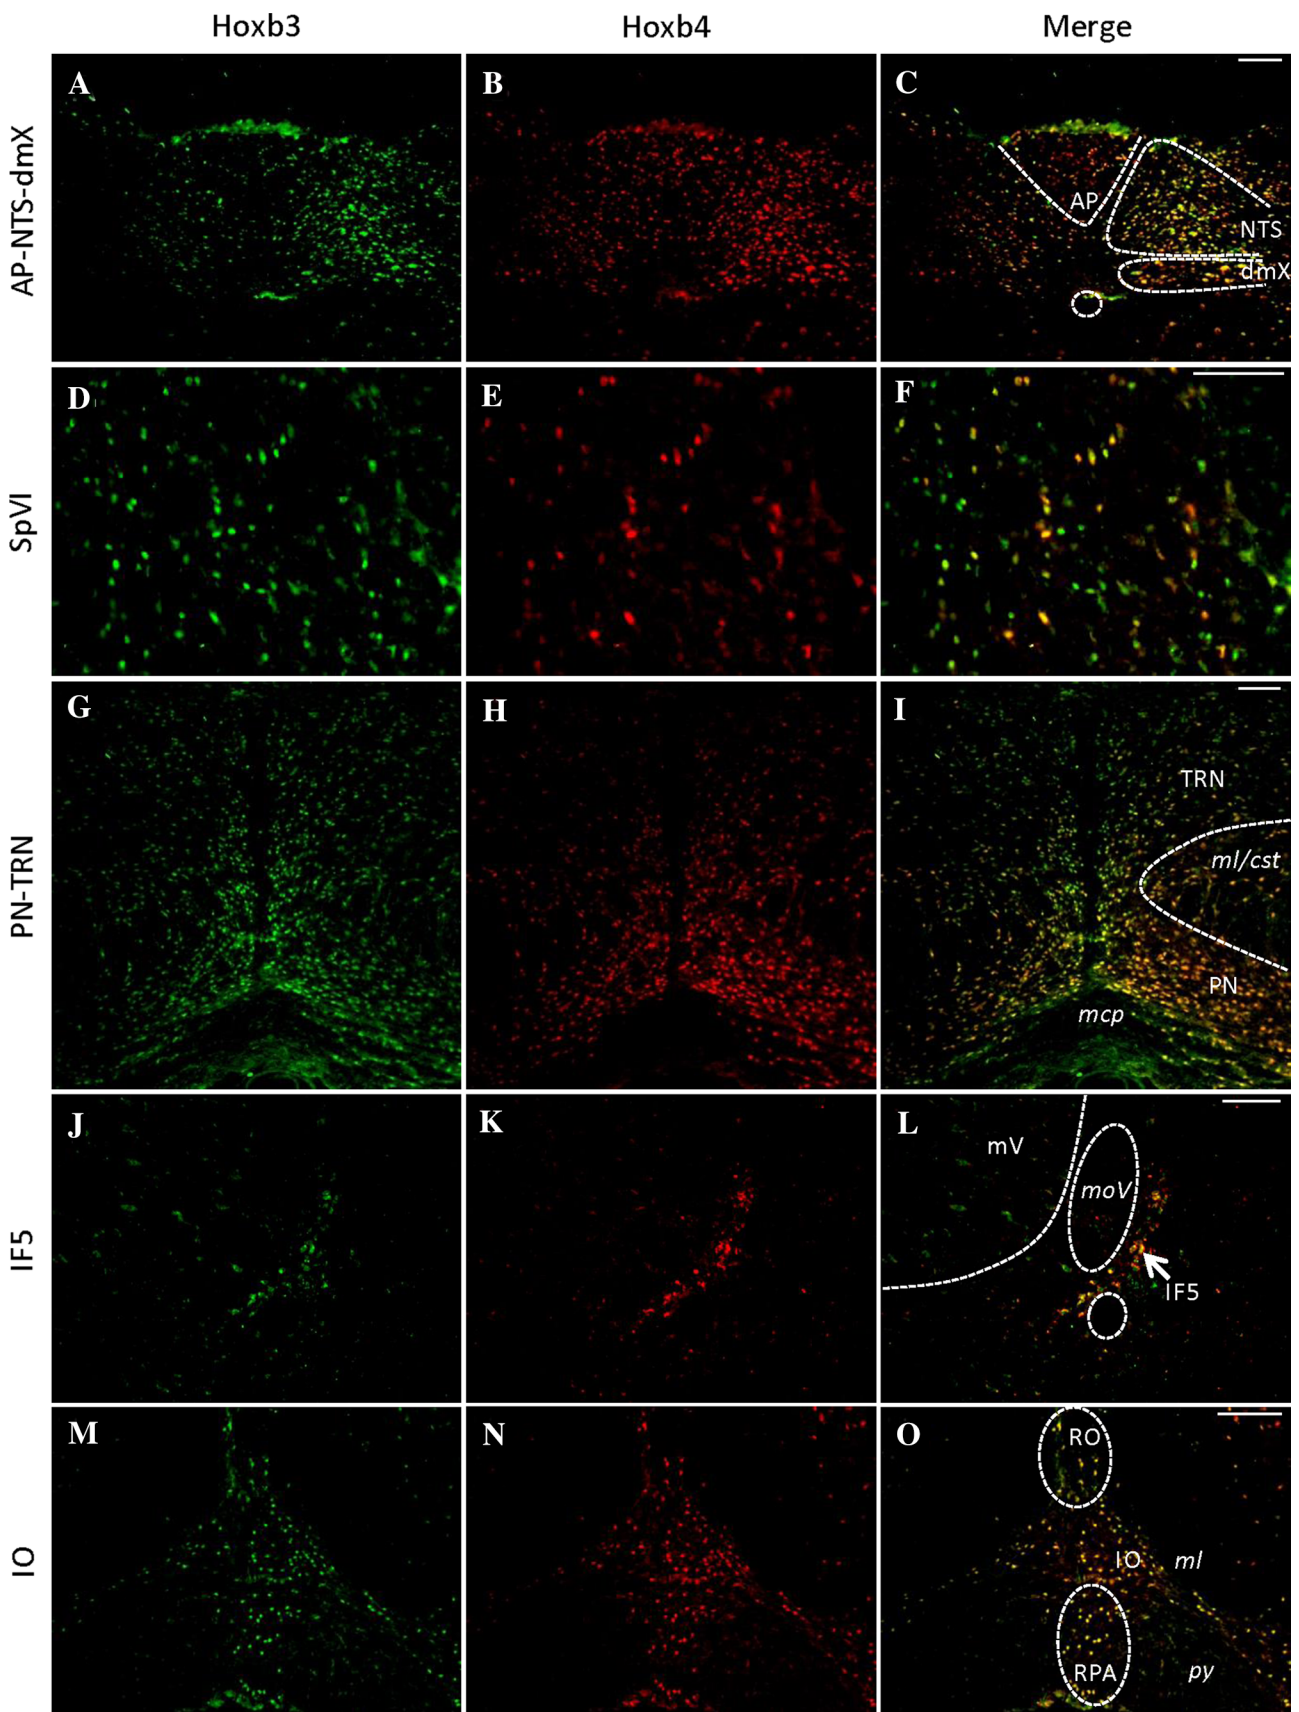 Hoxb3 Hoxb4 Merge
AP-NTS-dmX
A B C
AP
NTS
dmX
SpVI
D E F
PN-TRN
G H I
TRN
ml/cst
PN
mcp
IF5
J K L
mV
moV
IF5
IO
M N O
RO
IO ml
RPA py